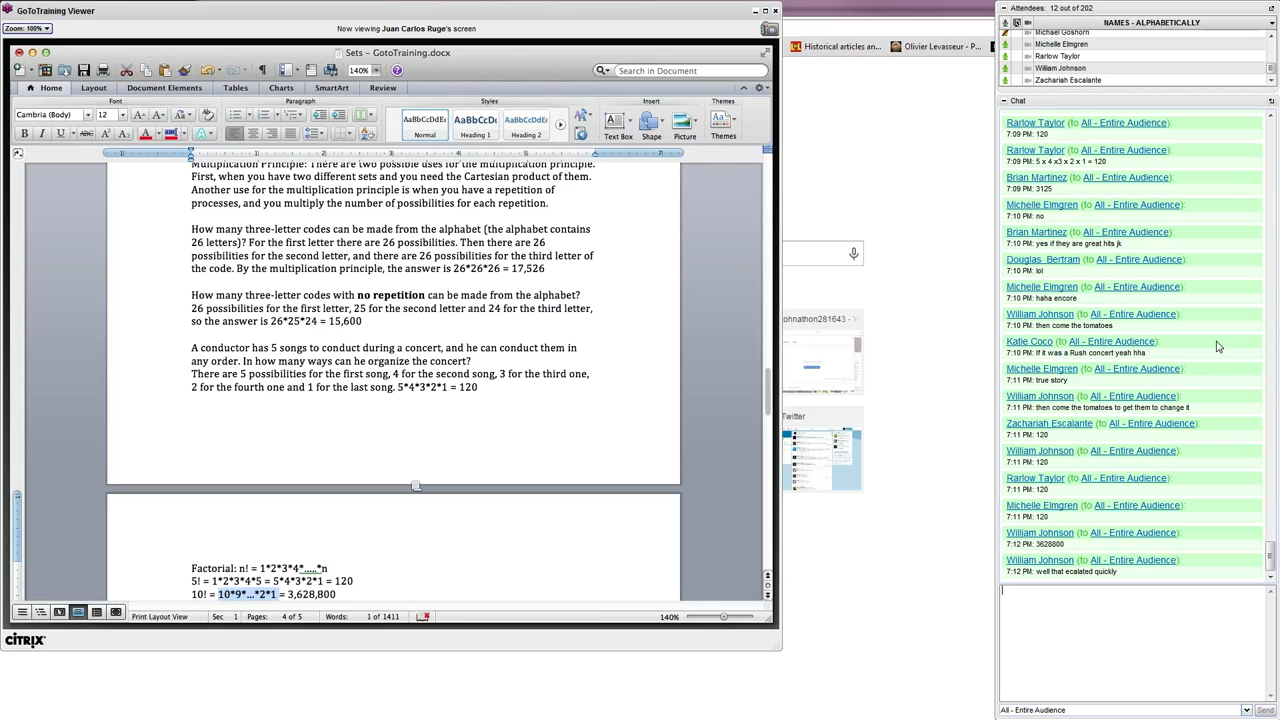 GoToTraining Viewer
Zoom: 100%
Now viewing Juan Carlos Ruge's screen
Sets – GotoTraining.docx
140%
Search in Document
Home Layout Document Elements Tables Charts SmartArt Review
Font Paragraph Styles Insert Themes
Cambria (Body) 12
AaBbCcDdE AaBbCcDc AaBbCcDdEe
Normal Heading 1 Heading 2 Text Box Shape Picture Themes
Multiplication Principle: There are two possible uses for the multiplication principle.
First, when you have two different sets and you need the Cartesian product of them.
Another use for the multiplication principle is when you have a repetition of
processes, and you multiply the number of possibilities for each repetition.
How many three-letter codes can be made from the alphabet (the alphabet contains
26 letters)? For the first letter there are 26 possibilities. Then there are 26
possibilities for the second letter, and there are 26 possibilities for the third letter of
the code. By the multiplication principle, the answer is 26*26*26 = 17,526
How many three-letter codes with no repetition can be made from the alphabet?
26 possibilities for the first letter, 25 for the second letter and 24 for the third letter,
so the answer is 26*25*24 = 15,600
A conductor has 5 songs to conduct during a concert, and he can conduct them in
any order. In how many ways can he organize the concert?
There are 5 possibilities for the first song, 4 for the second song, 3 for the third one,
2 for the fourth one and 1 for the last song. 5*4*3*2*1 = 120
Factorial: n! = 1*2*3*4*.....*n
5! = 1*2*3*4*5 = 5*4*3*2*1 = 120
10! = 10*9*...*2*1 = 3,628,800
Print Layout View Sec 1 Pages: 4 of 5 Words: 1 of 1411 140%
CITRIX
Historical articles an... Olivier Levasseur - P...
johnathon281643 -
Twitter
Attendees: 12 out of 202
NAMES - ALPHABETICALLY
Michael Goshorn
Michelle Elmgren
Rarlow Taylor
William Johnson
Zachariah Escalante
Chat
Rarlow Taylor (to All - Entire Audience):
7:09 PM: 120
Rarlow Taylor (to All - Entire Audience):
7:09 PM: 5 x 4 x3 x 2 x 1 = 120
Brian Martinez (to All - Entire Audience):
7:09 PM: 3125
Michelle Elmgren (to All - Entire Audience):
7:10 PM: no
Brian Martinez (to All - Entire Audience):
7:10 PM: yes if they are great hits jk
Douglas Bertram (to All - Entire Audience):
7:10 PM: lol
Michelle Elmgren (to All - Entire Audience):
7:10 PM: haha encore
William Johnson (to All - Entire Audience):
7:10 PM: then come the tomatoes
Katie Coco (to All - Entire Audience):
7:10 PM: If it was a Rush concert yeah hha
Michelle Elmgren (to All - Entire Audience):
7:11 PM: true story
William Johnson (to All - Entire Audience):
7:11 PM: then come the tomatoes to get them to change it
Zachariah Escalante (to All - Entire Audience):
7:11 PM: 120
William Johnson (to All - Entire Audience):
7:11 PM: 120
Rarlow Taylor (to All - Entire Audience):
7:11 PM: 120
Michelle Elmgren (to All - Entire Audience):
7:11 PM: 120
William Johnson (to All - Entire Audience):
7:12 PM: 3628800
William Johnson (to All - Entire Audience):
7:12 PM: well that ecalated quickly
All - Entire Audience
Send